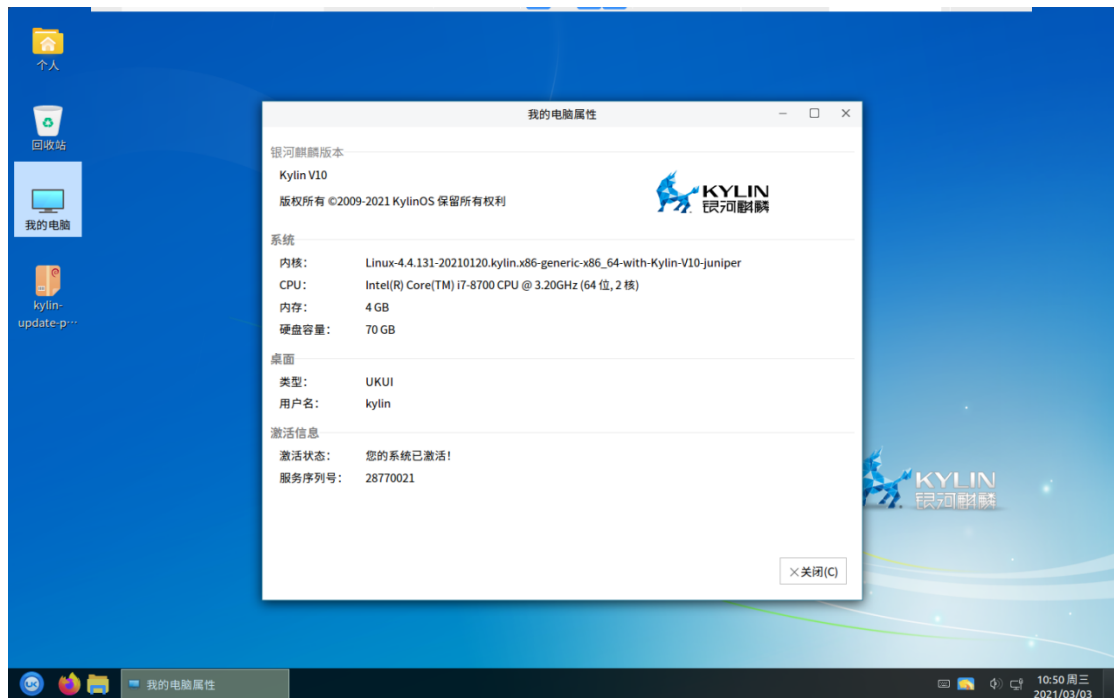 个人
回收站
我的电脑
kylin-
update-p…
我的电脑属性
银河麒麟版本
Kylin V10
版权所有 ©2009-2021 KylinOS 保留所有权利
KYLIN
银河麒麟
系统
内核: Linux-4.4.131-20210120.kylin.x86-generic-x86_64-with-Kylin-V10-juniper
CPU: Intel(R) Core(TM) i7-8700 CPU @ 3.20GHz (64 位, 2 核)
内存: 4 GB
硬盘容量: 70 GB
桌面
类型: UKUI
用户名: kylin
激活信息
激活状态: 您的系统已激活!
服务序列号: 28770021
KYLIN
银河麒麟
×关闭(C)
我的电脑属性
10:50 周三
2021/03/03